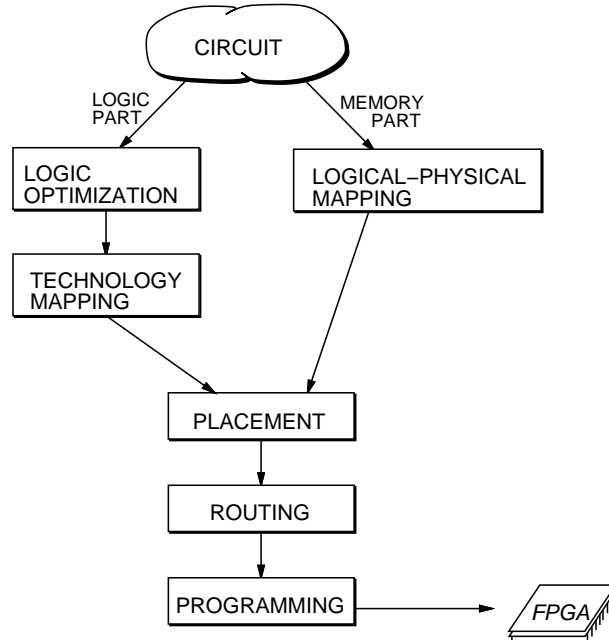 CIRCUIT
LOGIC
PART
MEMORY
PART
LOGIC
OPTIMIZATION
LOGICAL−PHYSICAL
MAPPING
TECHNOLOGY
MAPPING
PLACEMENT
ROUTING
PROGRAMMING
FPGA